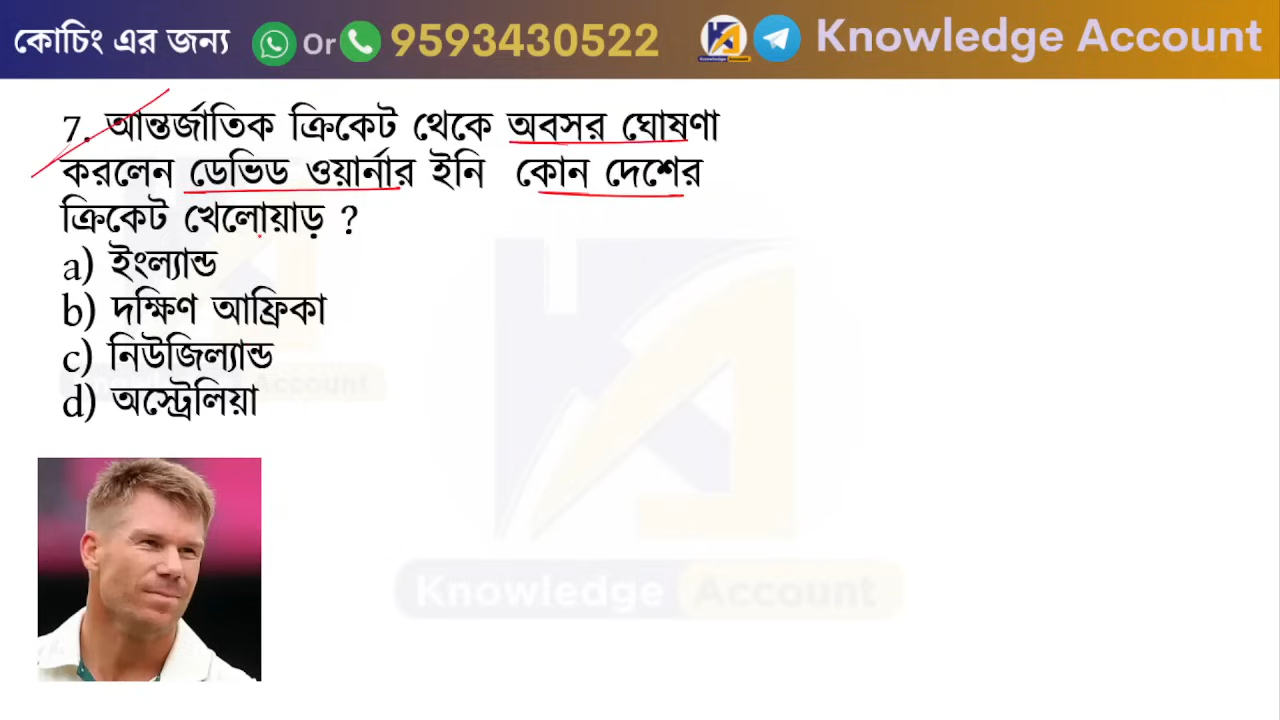 কোচিং এর জন্য Or 9593430522 Knowledge Account
7. আন্তর্জাতিক ক্রিকেট থেকে অবসর ঘোষণা
করলেন ডেভিড ওয়ার্নার ইনি কোন দেশের
ক্রিকেট খেলোয়াড় ?
a) ইংল্যান্ড
b) দক্ষিণ আফ্রিকা
c) নিউজিল্যান্ড
d) অস্ট্রেলিয়া
Knowledge Account